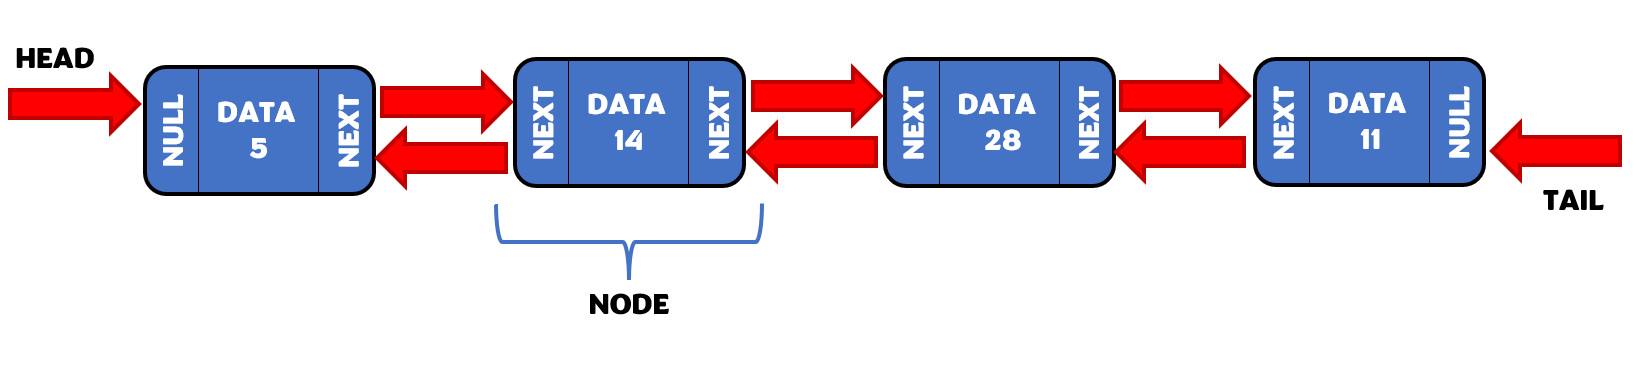 HEAD
NULL
DATA
5
NEXT
NEXT
DATA
14
NEXT
NEXT
DATA
28
NEXT
NEXT
DATA
11
NULL
TAIL
NODE